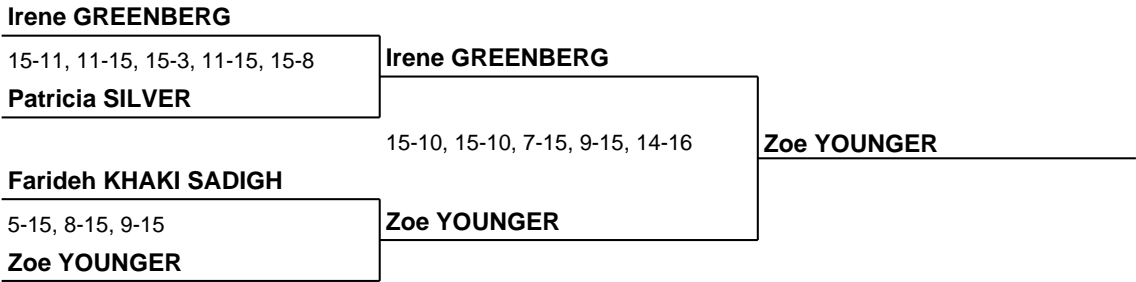 Irene GREENBERG
15-11, 11-15, 15-3, 11-15, 15-8
Irene GREENBERG
Patricia SILVER
15-10, 15-10, 7-15, 9-15, 14-16
Zoe YOUNGER
Farideh KHAKI SADIGH
5-15, 8-15, 9-15
Zoe YOUNGER
Zoe YOUNGER